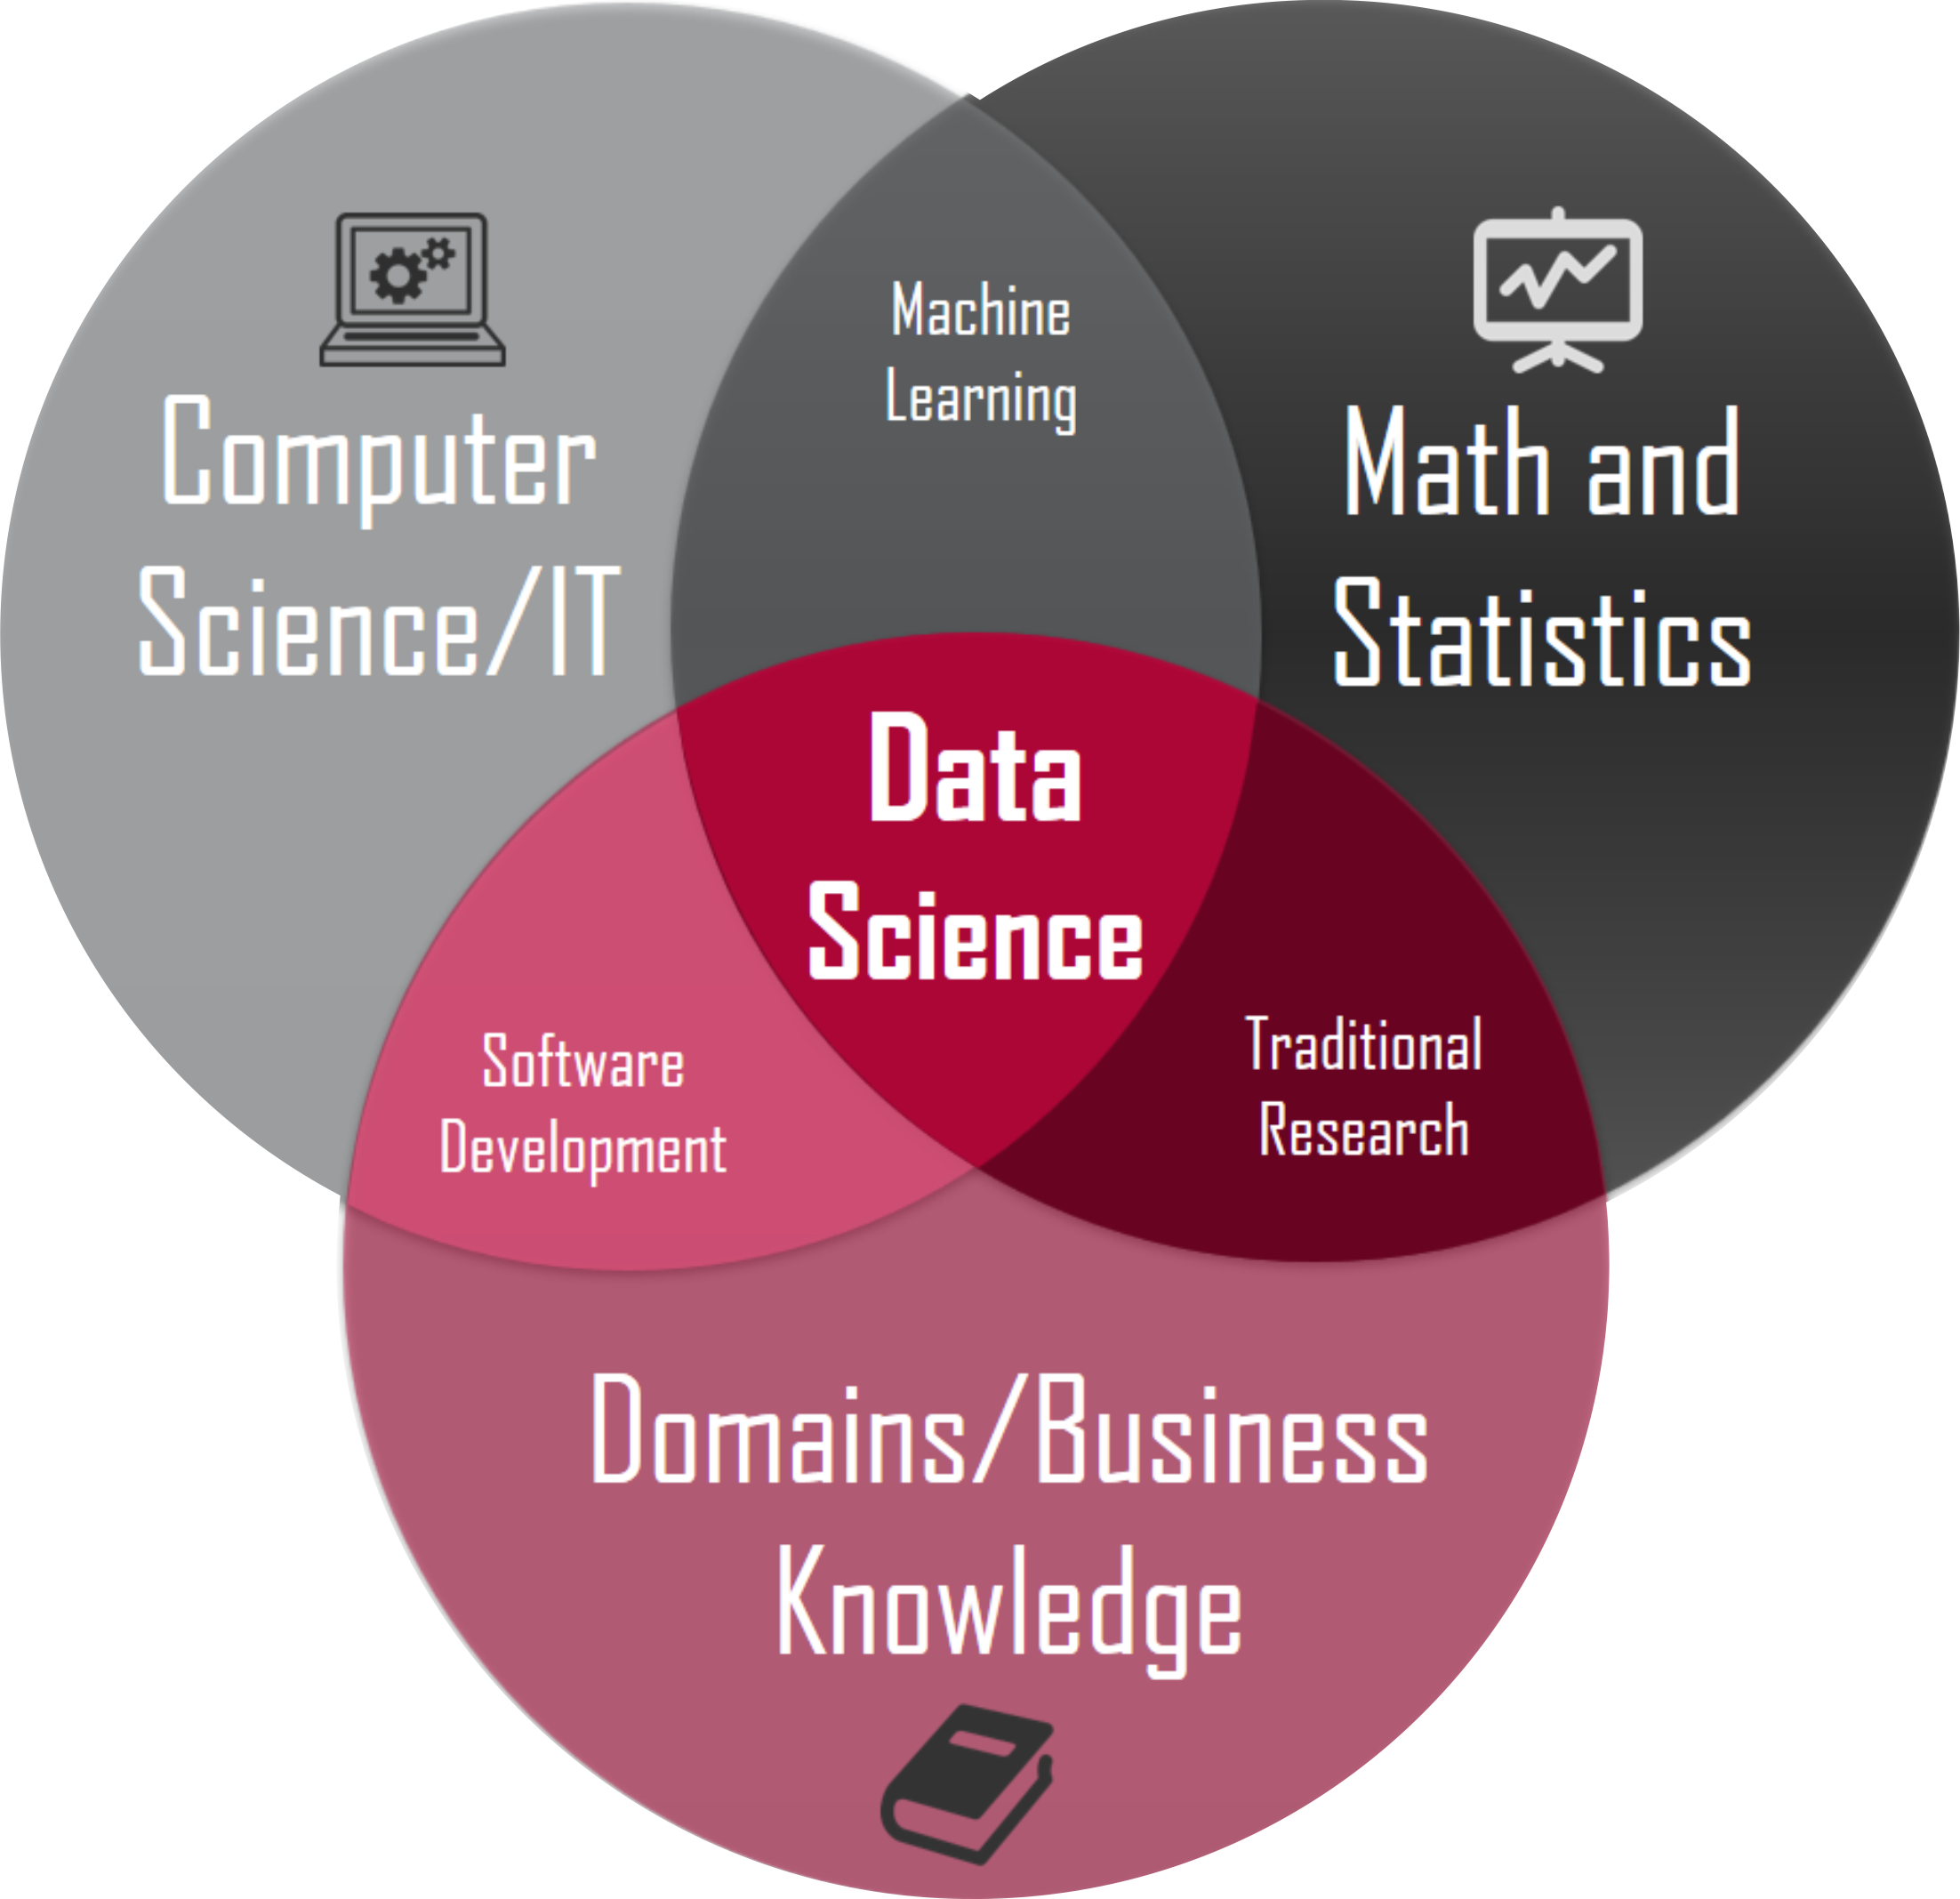 Machine
Learning
Computer
Science/IT
Math and
Statistics
Data
Science
Software
Development
Traditional
Research
Domains/Business
Knowledge